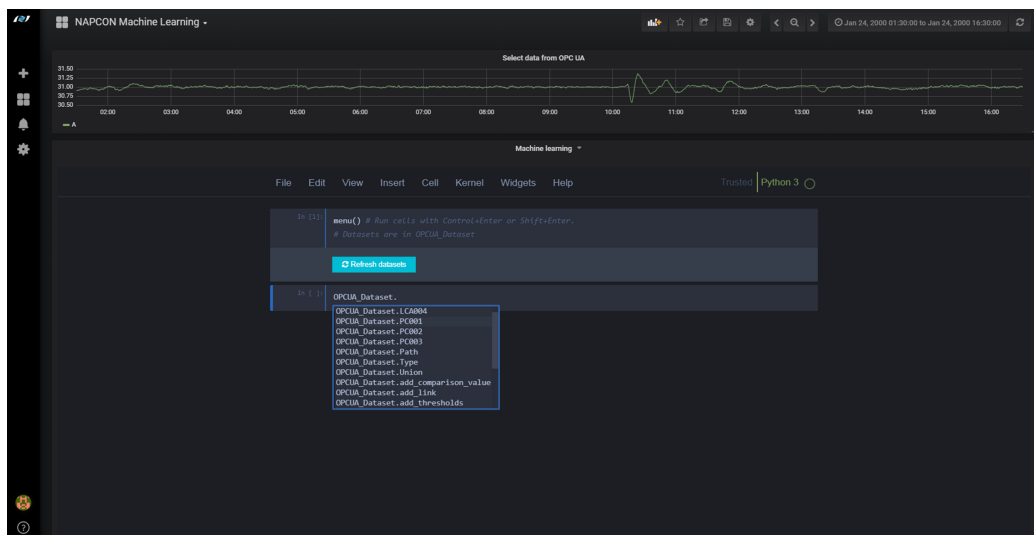 NAPCON Machine Learning
Jan 24, 2000 01:30:00 to Jan 24, 2000 16:30:00
Select data from OPC UA
31.50
31.25
31.00
30.75
30.50
02:00 03:00 04:00 05:00 06:00 07:00 08:00 09:00 10:00 11:00 12:00 13:00 14:00 15:00 16:00
A
Machine learning
File Edit View Insert Cell Kernel Widgets Help Trusted Python 3
In [1]: menu() # Run cells with Control+Enter or Shift+Enter.
# Datasets are in OPCUA_Dataset
Refresh datasets
In [ ]: OPCUA_Dataset.
OPCUA_Dataset.LCA004
OPCUA_Dataset.PC001
OPCUA_Dataset.PC002
OPCUA_Dataset.PC003
OPCUA_Dataset.Path
OPCUA_Dataset.Type
OPCUA_Dataset.Union
OPCUA_Dataset.add_comparison_value
OPCUA_Dataset.add_link
OPCUA_Dataset.add_thresholds